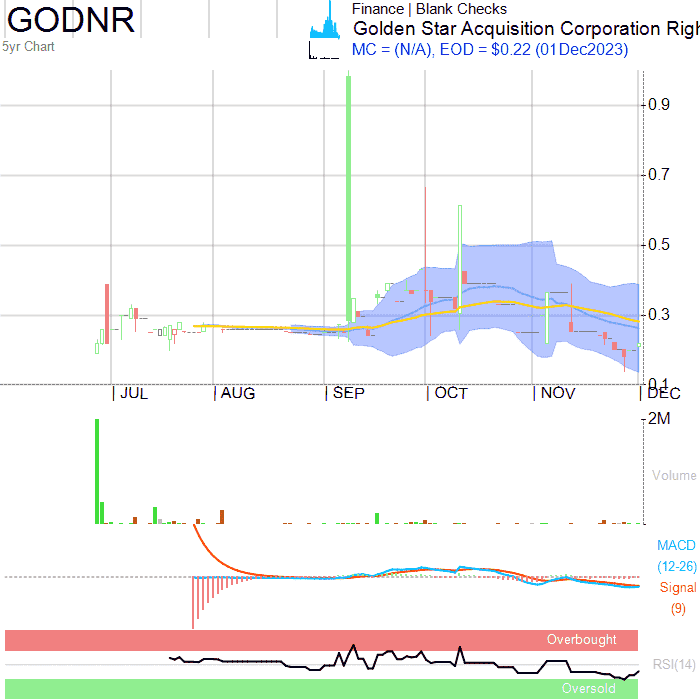 GODNR
5yr Chart
Finance | Blank Checks
Golden Star Acquisition Corporation Righ
MC = (N/A), EOD = $0.22 (01Dec2023)
0.9
0.7
0.5
0.3
0.1
JUL AUG SEP OCT NOV DEC
2M
Volume
MACD
(12-26)
Signal
(9)
Overbought
RSI(14)
Oversold